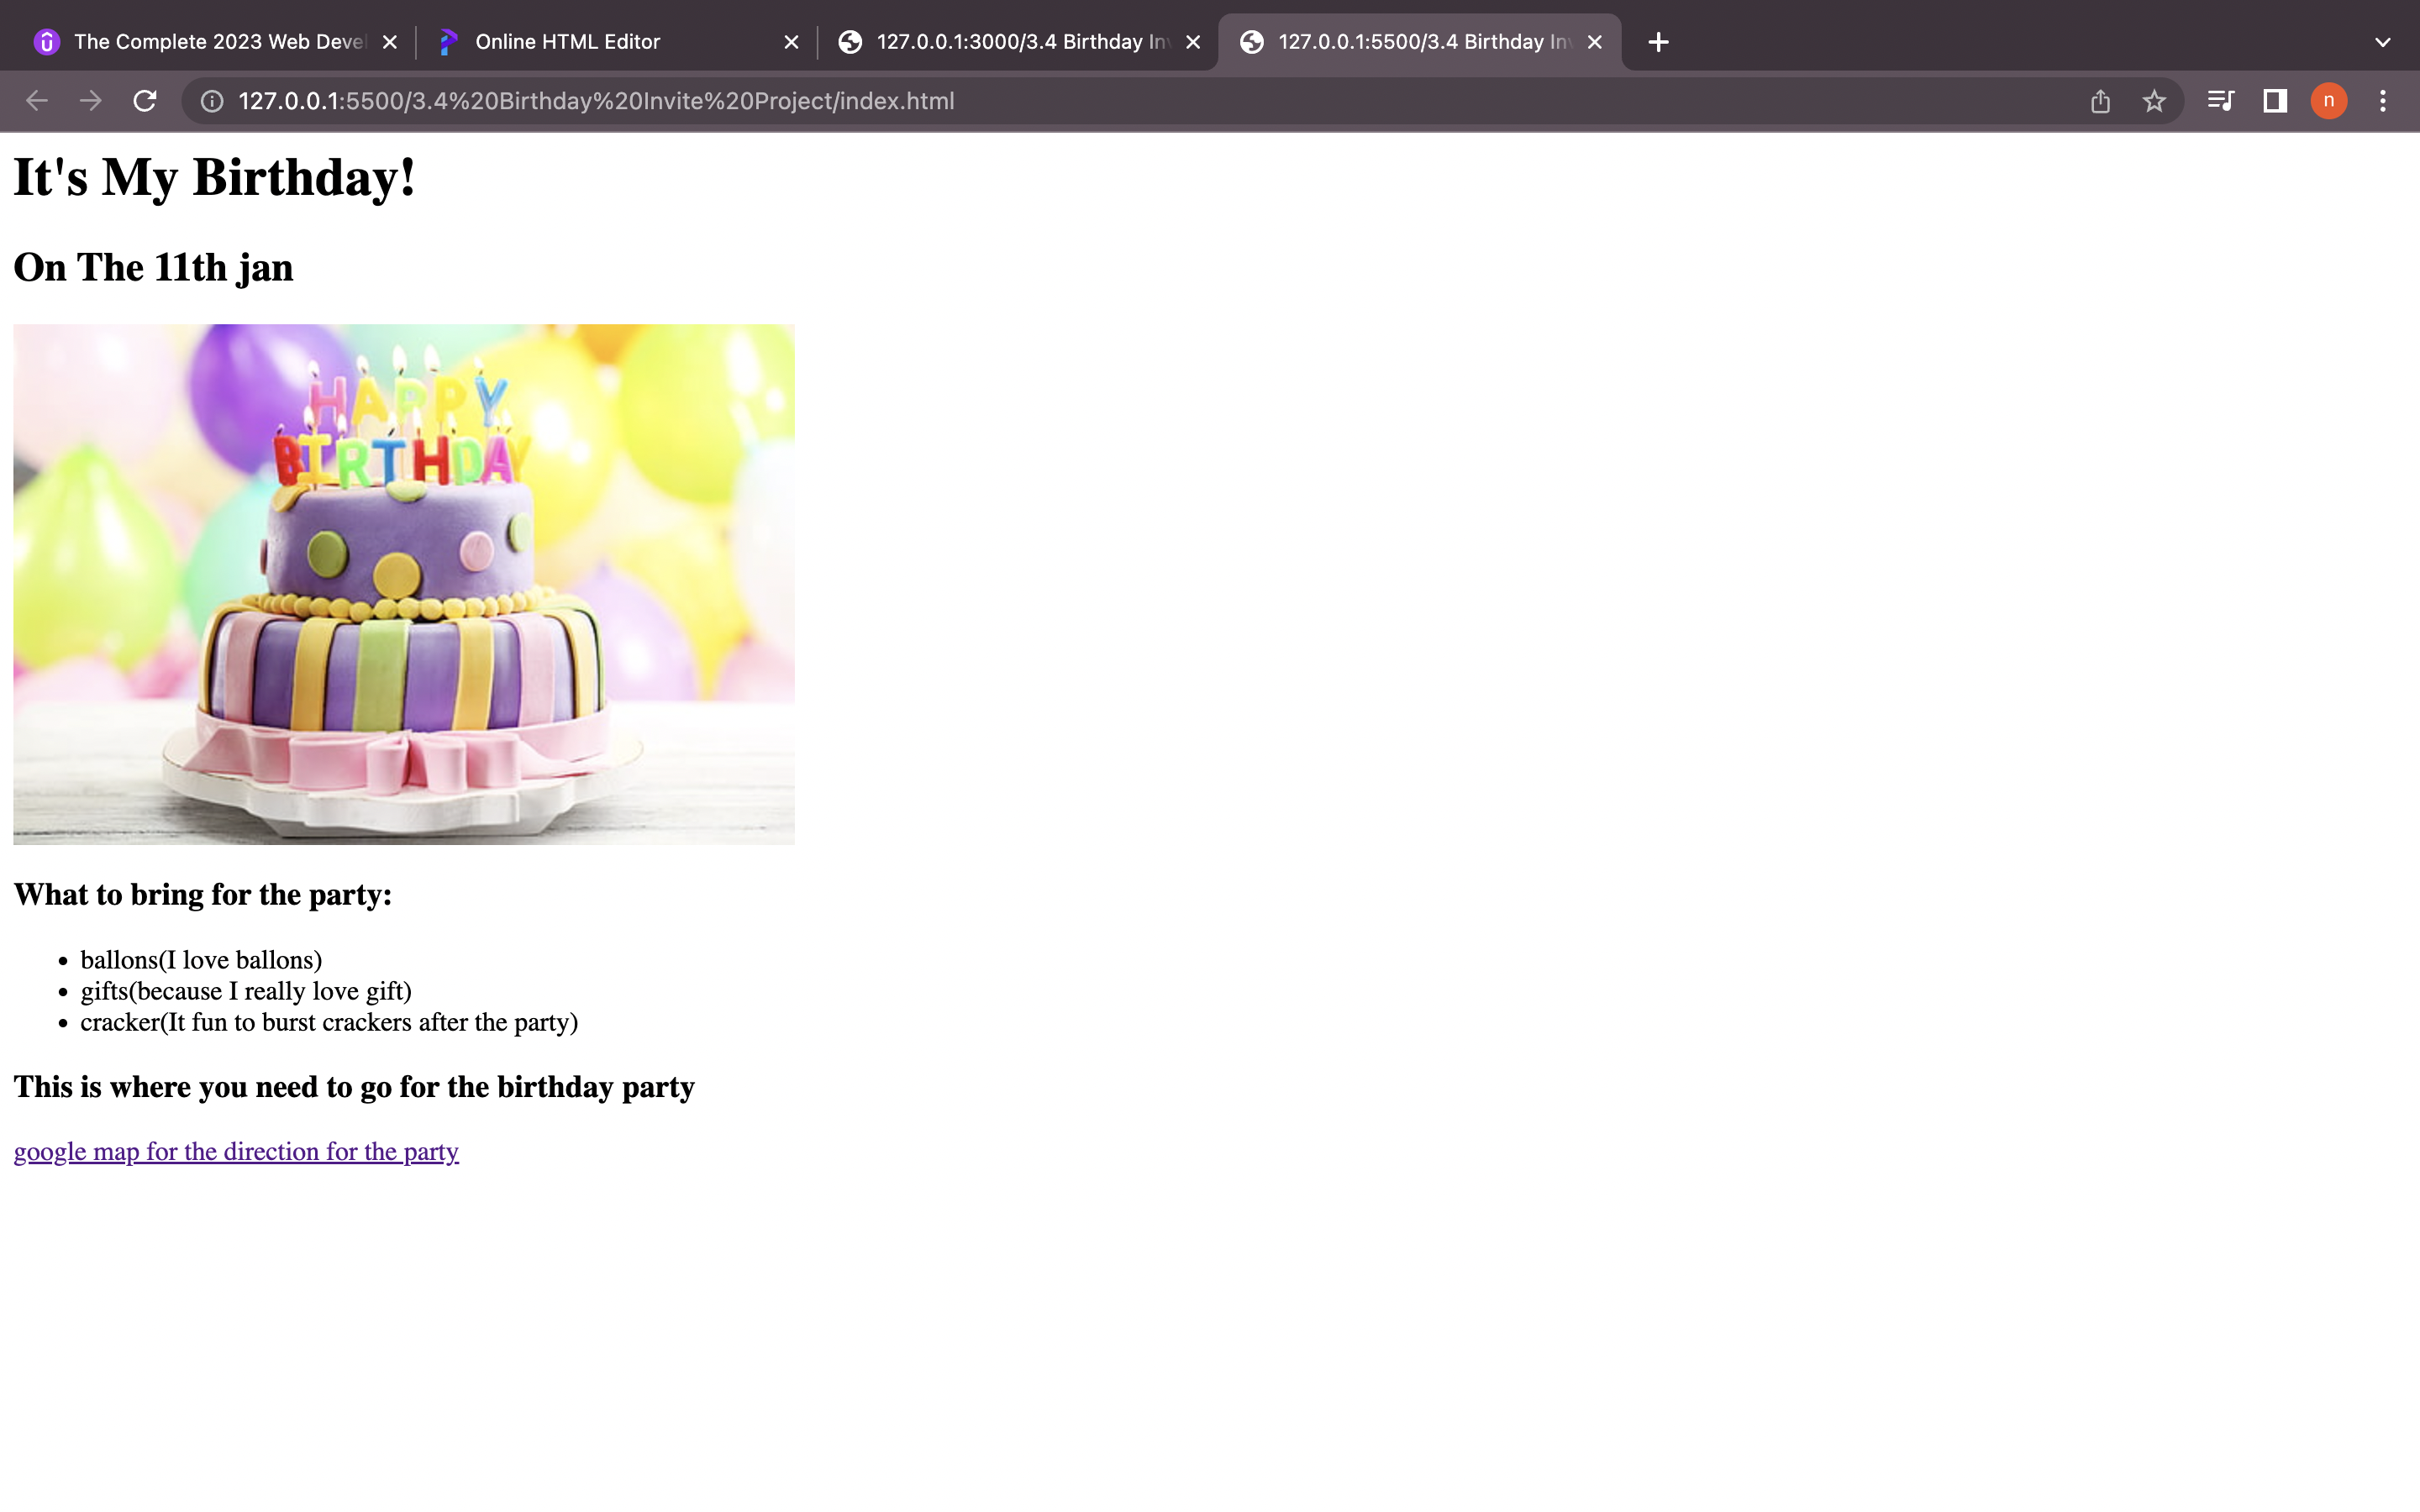 The Complete 2023 Web Devel
Online HTML Editor
127.0.0.1:3000/3.4 Birthday Inv
127.0.0.1:5500/3.4 Birthday Inv
127.0.0.1:5500/3.4%20Birthday%20Invite%20Project/index.html
n
It's My Birthday!
On The 11th jan
HAPPY
BIRTHDAY
What to bring for the party:
ballons(I love ballons)
gifts(because I really love gift)
cracker(It fun to burst crackers after the party)
This is where you need to go for the birthday party
google map for the direction for the party